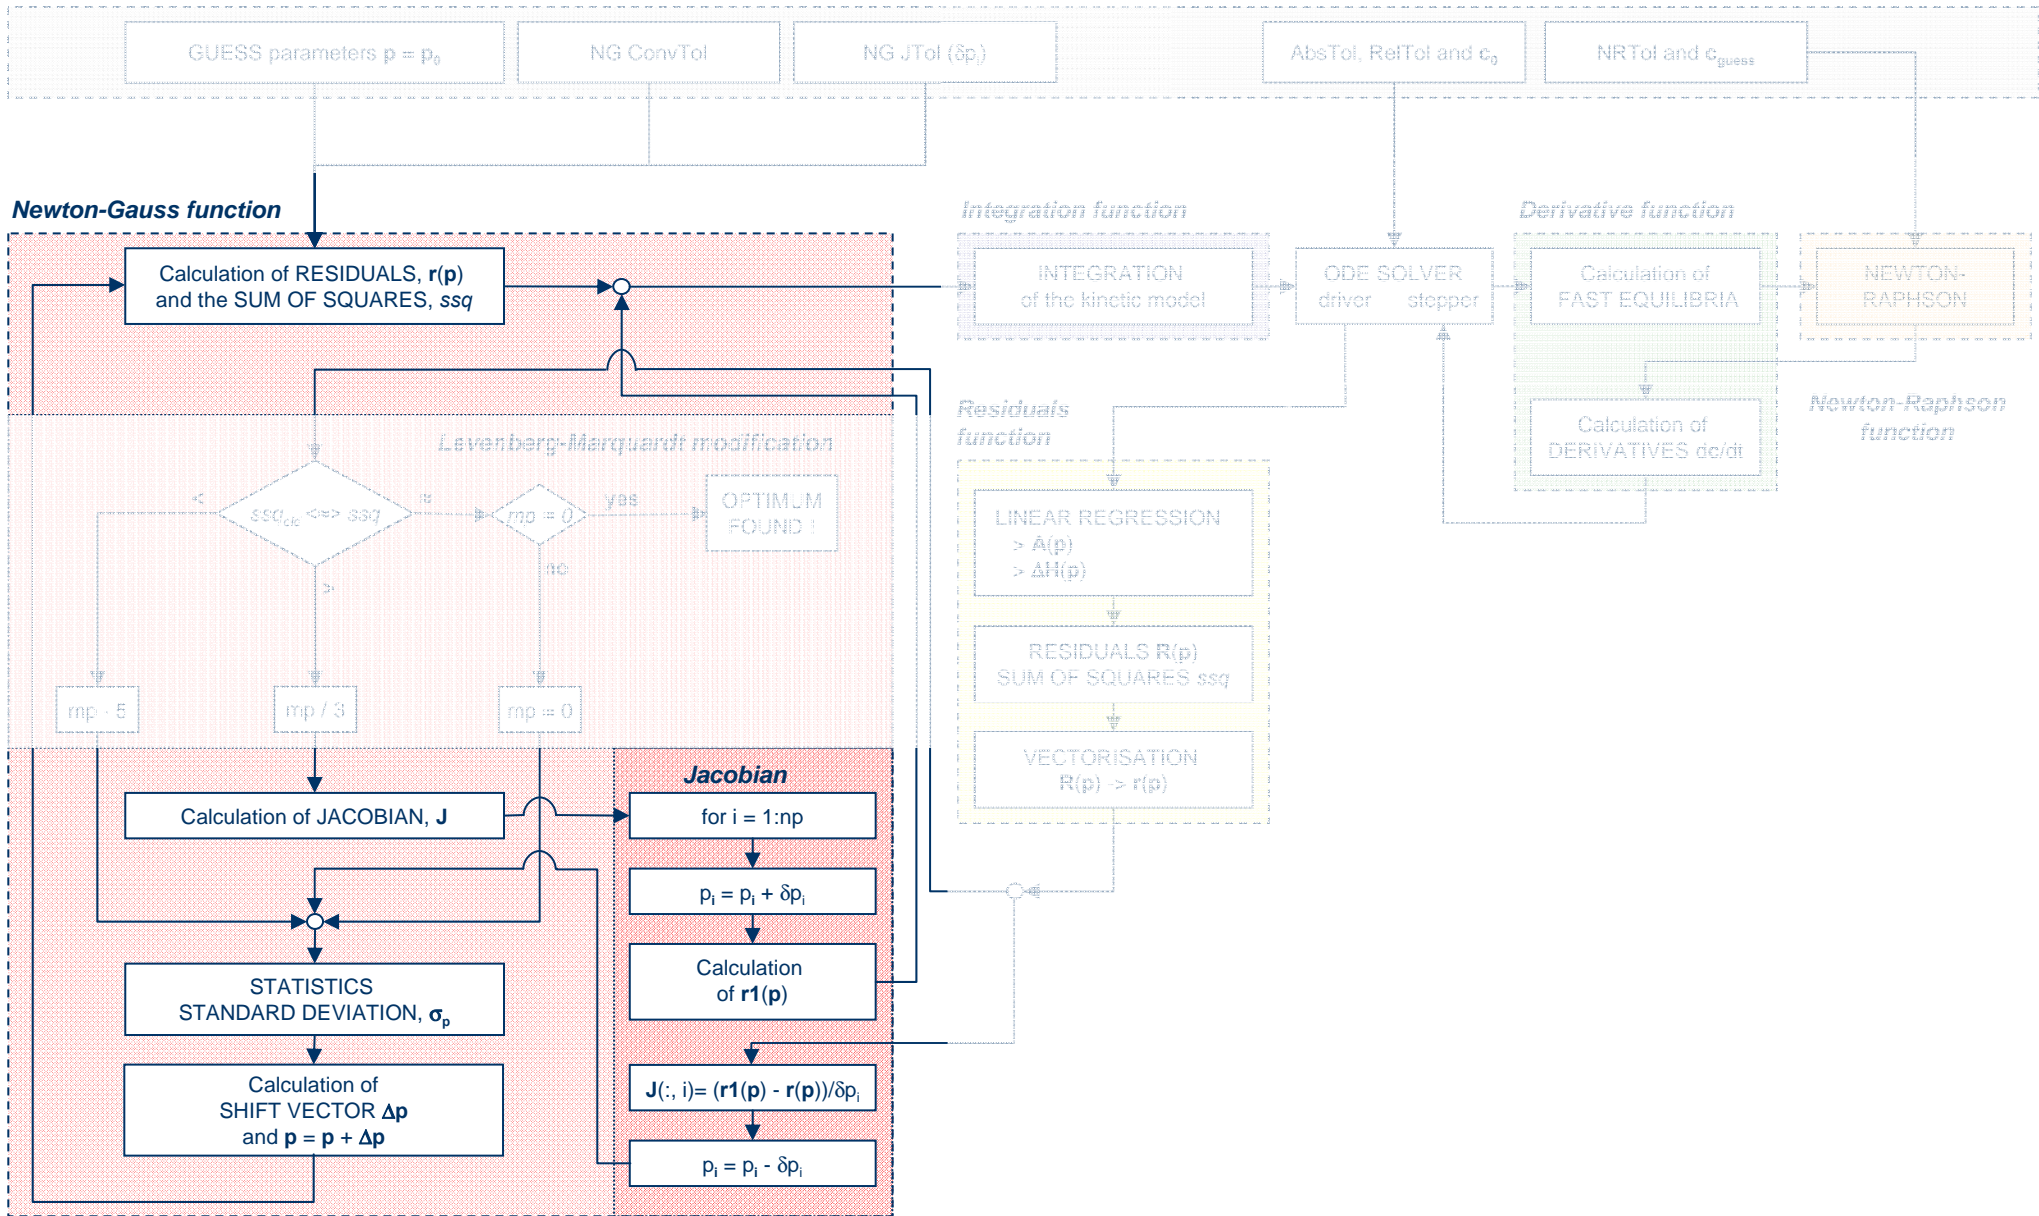 GUESS parameters p = p0
NG ConvTol
NG JTol (δpi)
AbsTol, RelTol and c0
NRTol and cguess
Newton-Gauss function
Calculation of RESIDUALS, r(p)
and the SUM OF SQUARES, ssq
Integration function
INTEGRATION
of the kinetic model
ODE SOLVER
driver stepper
Derivative function
Calculation of
FAST EQUILIBRIA
NEWTON-
RAPHSON
Newton-Raphson
function
Calculation of
DERIVATIVES dc/dt
Residuals
function
LINEAR REGRESSION
> A(p)
> ΔH(p)
RESIDUALS R(p)
SUM OF SQUARES ssq
VECTORISATION
R(p) -> r(p)
Levenberg-Marquardt modification
<
ssqclc <=> ssq
=
mp = 0
yes
OPTIMUM
FOUND !
no
>
mp · 5
mp / 3
mp = 0
Calculation of JACOBIAN, J
Jacobian
for i = 1:np
pi = pi + δpi
Calculation
of r1(p)
J(:, i)= (r1(p) - r(p))/δpi
pi = pi - δpi
STATISTICS
STANDARD DEVIATION, σp
Calculation of
SHIFT VECTOR Δp
and p = p + Δp